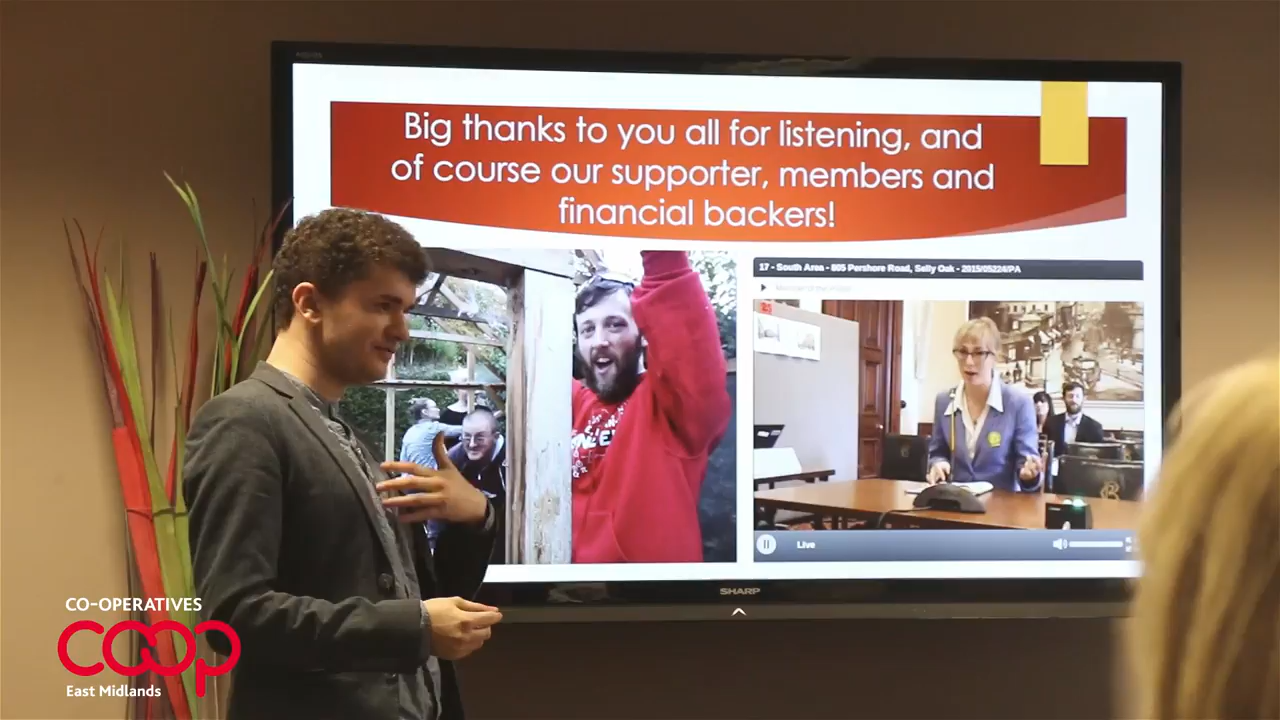 Big thanks to you all for listening, and
of course our supporter, members and
financial backers!
17 - South Area - 805 Pershore Road, Selly Oak - 2015/05224/PA
Live
SHARP
CO-OPERATIVES
coop
East Midlands